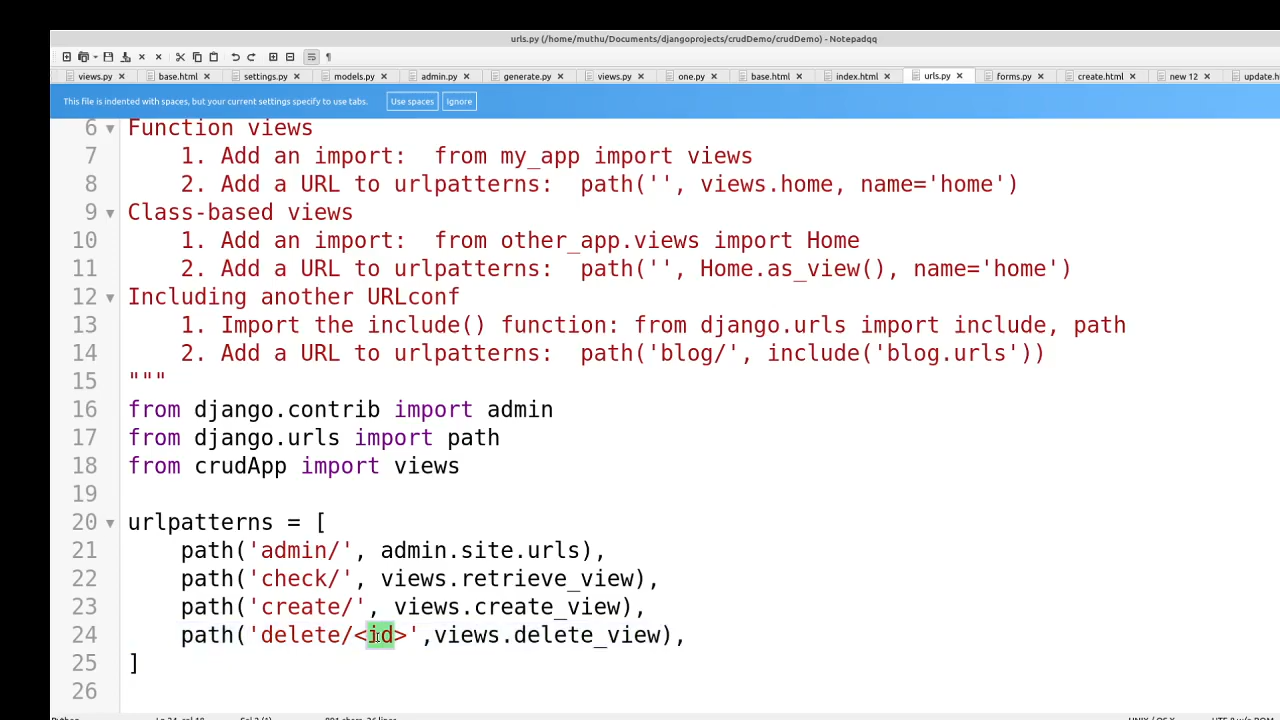 urls.py (/home/muthu/Documents/djangoprojects/crudDemo/crudDemo) - Notepadqq
views.py base.html settings.py models.py admin.py generate.py views.py one.py base.html index.html urls.py forms.py create.html new 12 update.h
This file is indented with spaces, but your current settings specify to use tabs. Use spaces Ignore
6 Function views
7 1. Add an import:  from my_app import views
8 2. Add a URL to urlpatterns:  path('', views.home, name='home')
9 Class-based views
10 1. Add an import:  from other_app.views import Home
11 2. Add a URL to urlpatterns:  path('', Home.as_view(), name='home')
12 Including another URLconf
13 1. Import the include() function: from django.urls import include, path
14 2. Add a URL to urlpatterns:  path('blog/', include('blog.urls'))
15 """
16 from django.contrib import admin
17 from django.urls import path
18 from crudApp import views
19
20 urlpatterns = [
21 path('admin/', admin.site.urls),
22 path('check/', views.retrieve_view),
23 path('create/', views.create_view),
24 path('delete/<id>',views.delete_view),
25 ]
26